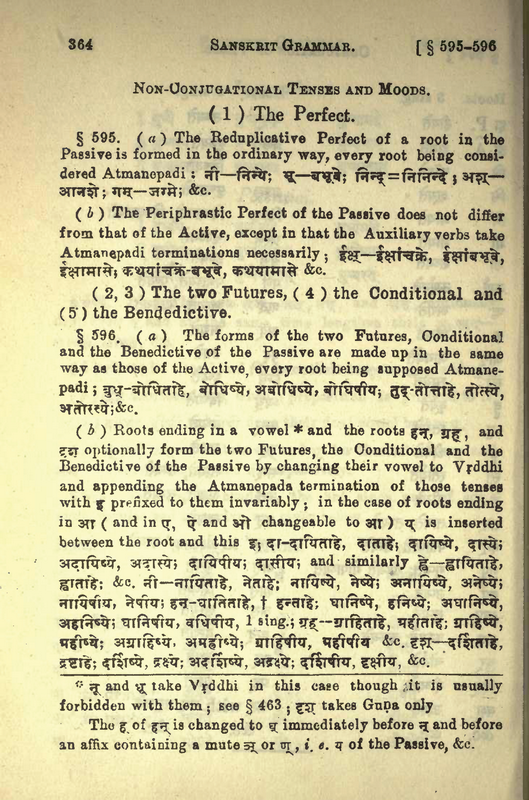 364 SANSKRIT GRAMMAR. [ § 595-596
NON-CONJUGATIONAL TENSES AND MOODS.
( 1 ) The Perfect.
§ 595. ( a ) The Reduplicative Perfect of a root in the
Passive is formed in the ordinary way, every root being consi-
dered Atmanepadi : नी—निन्ये; भू—बभूवे; निन्द्=निनिन्दे ; अश्—
आनशे; गम्—जग्मे; &c.
( b ) The Periphrastic Perfect of the Passive does not differ
from that of the Active, except in that the Auxiliary verbs take
Atmanepadi terminations necessarily ; ईक्ष्—ईक्षांचक्रे, ईक्षांबभूवे,
ईक्षामासे; कथयांचक्रे-बभूवे, कथयामासे &c.
( 2, 3 ) The two Futures, ( 4 ) the Conditional and
(5) the Bendedictive.
§ 596. ( a ) The forms of the two Futures, Conditional
and the Benedictive of the Passive are made up in the same
way as those of the Active, every root being supposed Atmane-
padi ; बुध्-बोधिताहे, बोधिष्ये, अबोधिष्ये, बोधिषीय; तुद्-तोत्ताहे, तोत्स्ये,
अतोत्स्ये;&c.
( b ) Roots ending in a vowel * and the roots हन्, ग्रह्, and
दृश optionally form the two Futures, the Conditional and the
Benedictive of the Passive by changing their vowel to Vṛddhi
and appending the Atmanepada termination of those tenses
with इ prefixed to them invariably ; in the case of roots ending
in आ ( and in ए, ऐ and ओ changeable to आ ) य् is inserted
between the root and this इ; दा-दायिताहे, दाताहे; दायिष्ये, दास्ये;
अदायिष्ये, अदास्ये; दायिषीय; दासीय; and similarly ह्वे—ह्वायिताहे,
ह्वाताहे; &c. नी—नायिताहे, नेताहे; नायिष्ये, नेष्ये; अनायिष्ये, अनेष्ये;
नायिषीय, नेषीय; हन्-घानिताहे, † हन्ताहे; घानिष्ये, हनिष्ये; अघानिष्ये,
अहनिष्ये; घानिषीय, वधिषीय, 1 sing.; ग्रह्--ग्राहिताहे, ग्रहीताहे; ग्राहिष्ये,
ग्रहीष्ये; अग्राहिष्ये, अग्रहीष्ये; ग्राहिषीय, ग्रहीषीय &c. दृश्—दर्शिताहे,
द्रष्टाहे; दर्शिष्ये, द्रक्ष्ये; अदर्शिष्ये, अद्रक्ष्ये; दर्शिषीय, दृक्षीय, &c.
* नू and धू take Vṛddhi in this case though it is usually
forbidden with them ; see § 463 ; दृश् takes Guṇa only
The ह् of हन् is changed to घ् immediately before न् and before
an affix containing a mute ञ् or ण् , i. e. य of the Passive, &c.